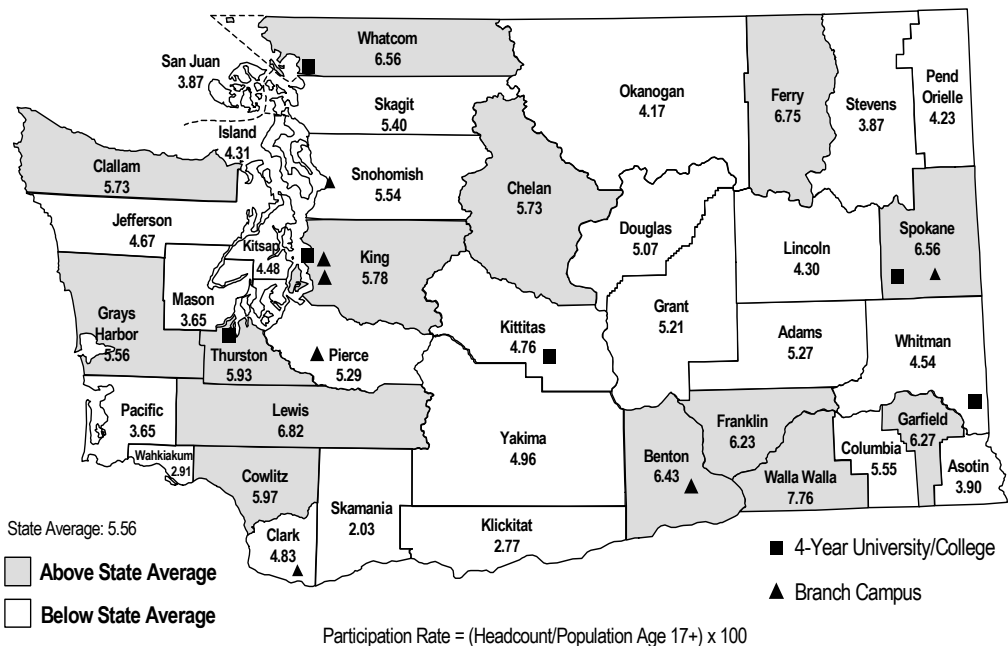 Whatcom
6.56
San Juan
3.87
Skagit
5.40
Okanogan
4.17
Ferry
6.75
Stevens
3.87
Pend
Orielle
4.23
Island
4.31
Clallam
5.73
Snohomish
5.54
Chelan
5.73
Jefferson
4.67
Kitsap
4.48
King
5.78
Douglas
5.07
Lincoln
4.30
Spokane
6.56
Mason
3.65
Grays
Harbor
5.56
Thurston
5.93
Pierce
5.29
Kittitas
4.76
Grant
5.21
Adams
5.27
Whitman
4.54
Pacific
3.65
Lewis
6.82
Yakima
4.96
Franklin
6.23
Garfield
6.27
Wahkiakum
2.91
Cowlitz
5.97
Benton
6.43
Walla Walla
7.76
Columbia
5.55
Asotin
3.90
Skamania
2.03
Klickitat
2.77
Clark
4.83
State Average: 5.56
Above State Average
Below State Average
4-Year University/College
Branch Campus
Participation Rate = (Headcount/Population Age 17+) x 100